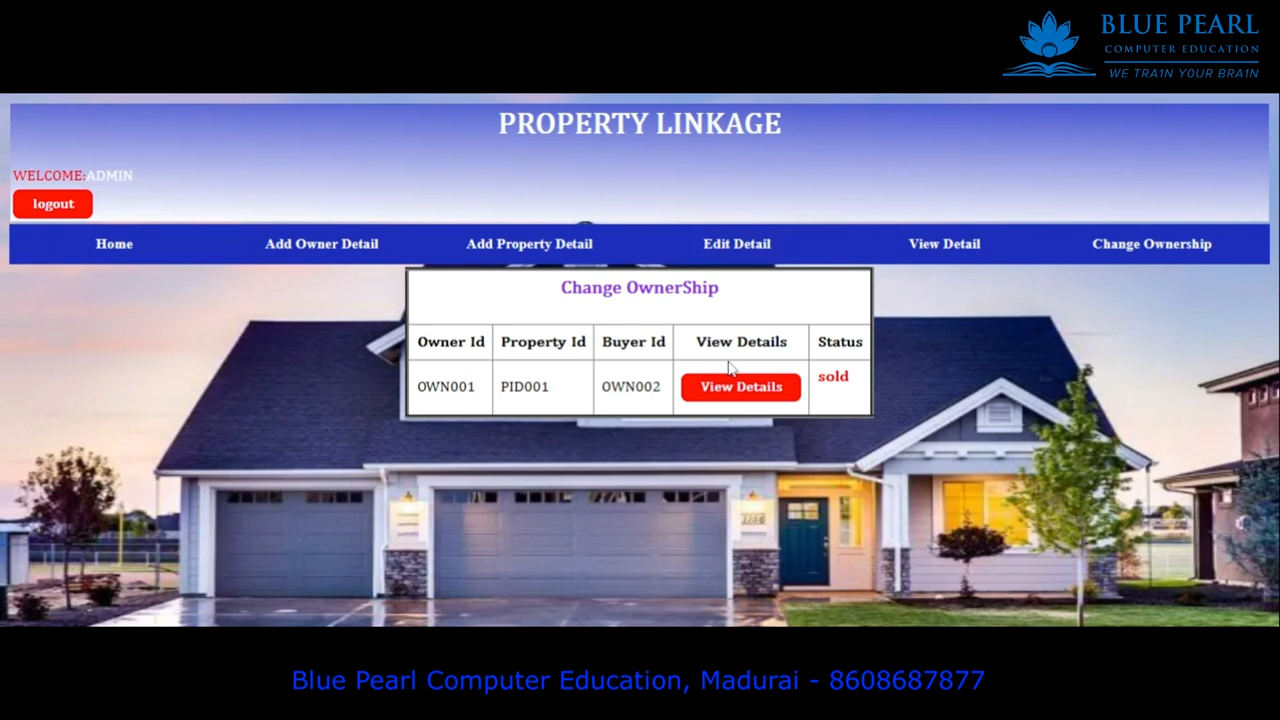 BLUE PEARL
COMPUTER EDUCATION
WE TRA1N YOUR BRA1N
PROPERTY LINKAGE
WELCOME:ADMIN
logout
Home Add Owner Detail Add Property Detail Edit Detail View Detail Change Ownership
Change OwnerShip
Owner Id Property Id Buyer Id View Details Status
OWN001 PID001 OWN002 View Details sold
Blue Pearl Computer Education, Madurai - 8608687877